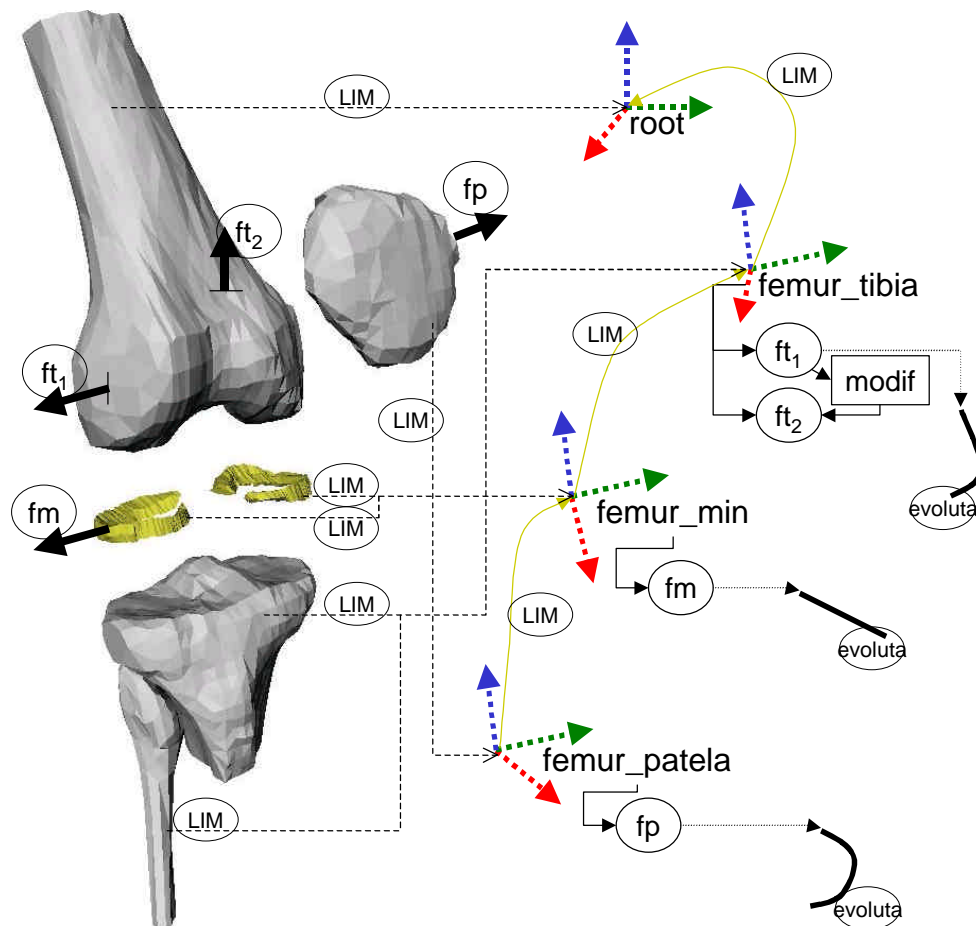 LIM
LIM
root
fp
ft2
femur_tibia
LIM
ft1
ft1
modif
LIM
ft2
LIM
fm
LIM
femur_min
evoluta
LIM
fm
LIM
evoluta
femur_patela
LIM
fp
evoluta